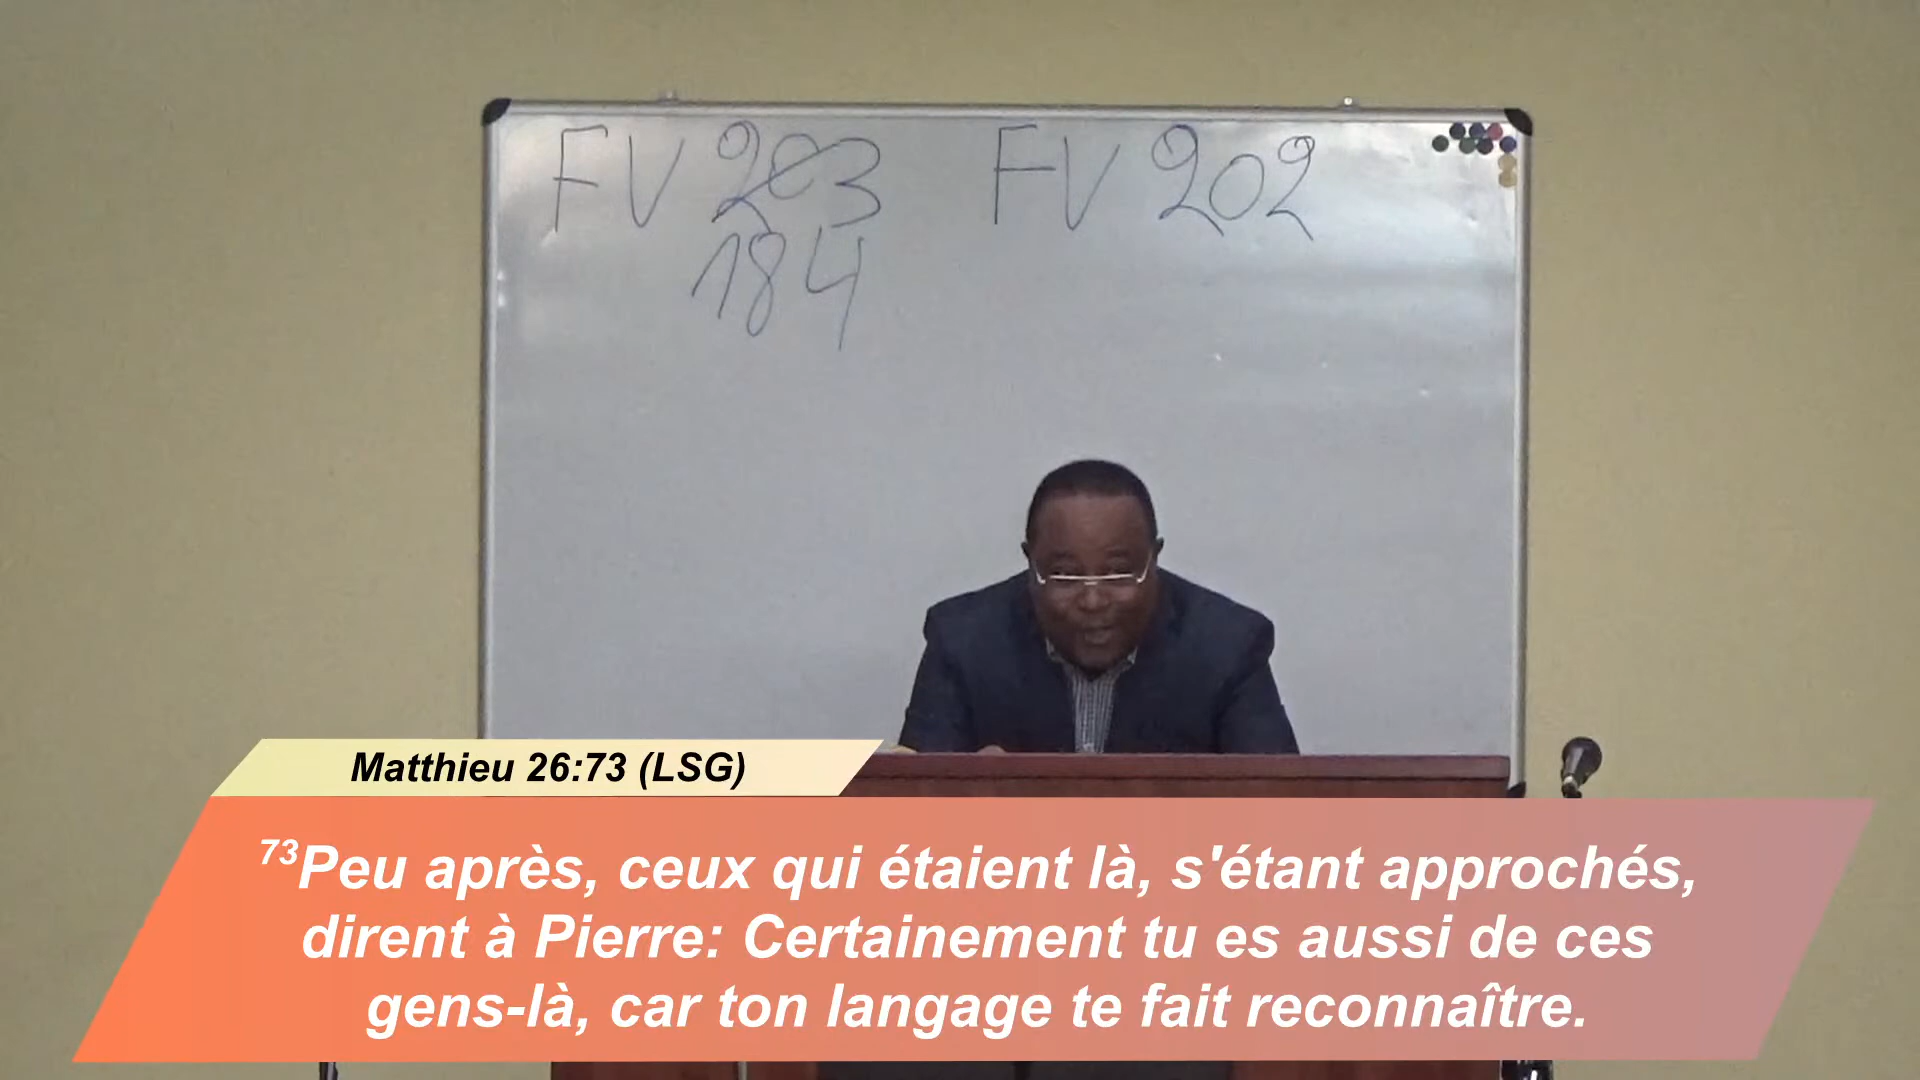 FV 203 FV 202
184
Matthieu 26:73 (LSG)
73Peu après, ceux qui étaient là, s'étant approchés,
dirent à Pierre: Certainement tu es aussi de ces
gens-là, car ton langage te fait reconnaître.